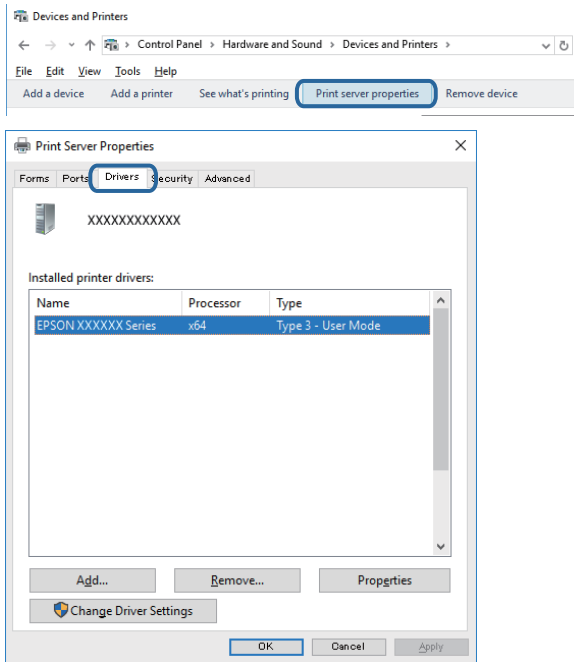 Devices and Printers
Control Panel > Hardware and Sound > Devices and Printers >
File Edit View Tools Help
Add a device Add a printer See what's printing Print server properties Remove device
Print Server Properties
Forms Ports Drivers Security Advanced
XXXXXXXXXXXX
Installed printer drivers:
Name Processor Type
EPSON XXXXXX Series x64 Type 3 - User Mode
Add... Remove... Properties
Change Driver Settings
OK Cancel Apply